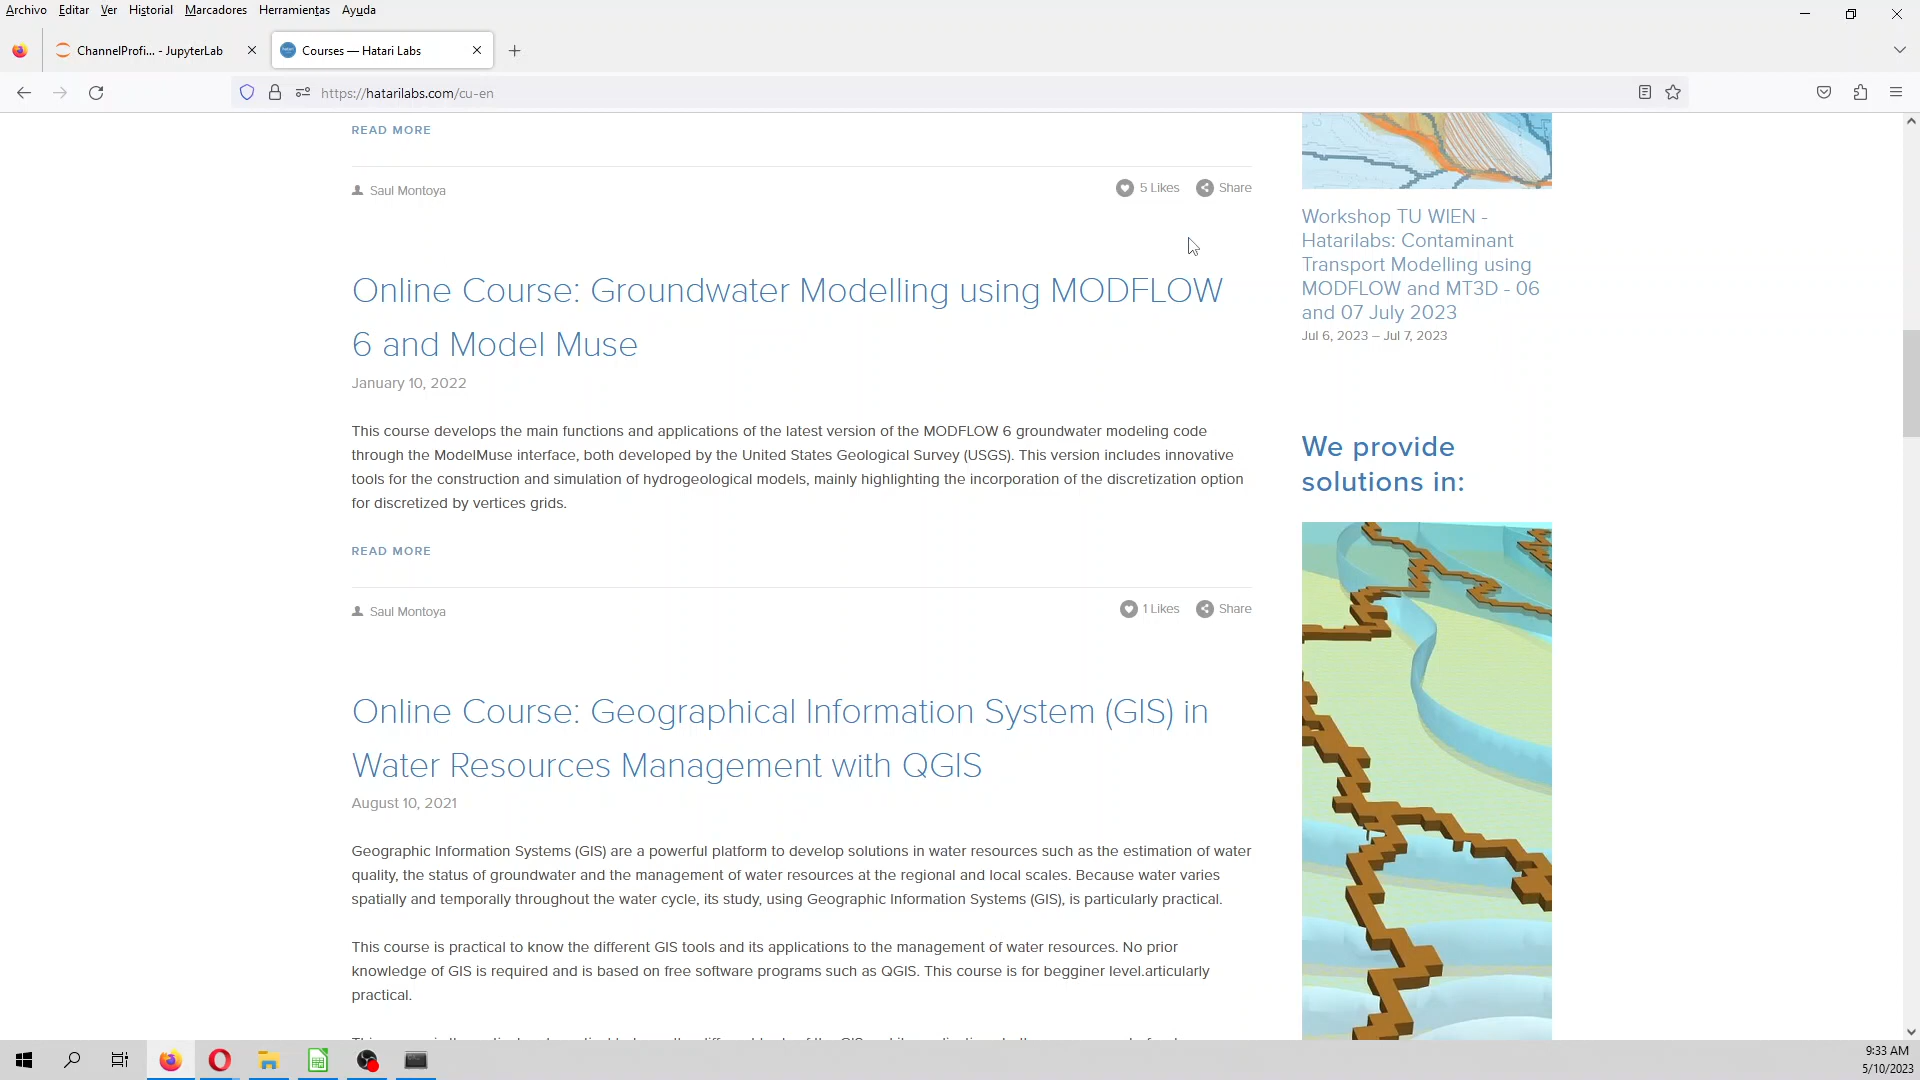 Archivo Editar Ver Historial Marcadores Herramientas Ayuda
ChannelProfi... - JupyterLab
Courses — Hatari Labs
https://hatarilabs.com/cu-en
READ MORE
Saul Montoya
5 Likes
Share
Online Course: Groundwater Modelling using MODFLOW
6 and Model Muse
January 10, 2022
This course develops the main functions and applications of the latest version of the MODFLOW 6 groundwater modeling code
through the ModelMuse interface, both developed by the United States Geological Survey (USGS). This version includes innovative
tools for the construction and simulation of hydrogeological models, mainly highlighting the incorporation of the discretization option
for discretized by vertices grids.
READ MORE
Saul Montoya
1 Likes
Share
Online Course: Geographical Information System (GIS) in
Water Resources Management with QGIS
August 10, 2021
Geographic Information Systems (GIS) are a powerful platform to develop solutions in water resources such as the estimation of water
quality, the status of groundwater and the management of water resources at the regional and local scales. Because water varies
spatially and temporally throughout the water cycle, its study, using Geographic Information Systems (GIS), is particularly practical.
This course is practical to know the different GIS tools and its applications to the management of water resources. No prior
knowledge of GIS is required and is based on free software programs such as QGIS. This course is for begginer level.articularly
practical.
Workshop TU WIEN -
Hatarilabs: Contaminant
Transport Modelling using
MODFLOW and MT3D - 06
and 07 July 2023
Jul 6, 2023 – Jul 7, 2023
We provide
solutions in:
9:33 AM
5/10/2023